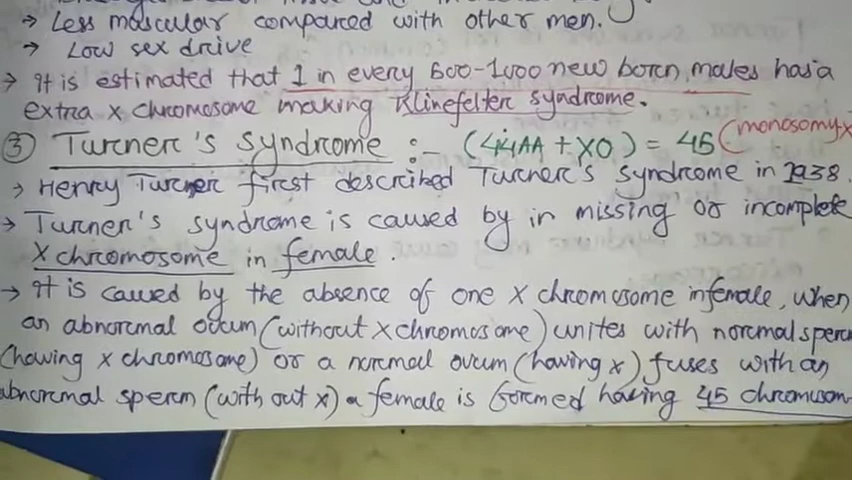 → Less mascular compared with other men.
→ Low sex drive
→ It is estimated that 1 in every 600-1000 new born males has a
extra x chromosome making Klinefelter syndrome.
③ Turner's Syndrome :- (44AA + XO) = 45 (monosomy-x
→ Henry Turner first described Turner's syndrome in 1938.
→ Turner's syndrome is caused by in missing or incomplete
X chromosome in female.
→ It is caused by the absence of one X chromosome in female, when
an abnormal ovum (without x chromosome) unites with normal sperm
(having x chromosome) or a normal ovum (having x) fuses with an
abnormal sperm (with out x) a female is formed having 45 chromosom